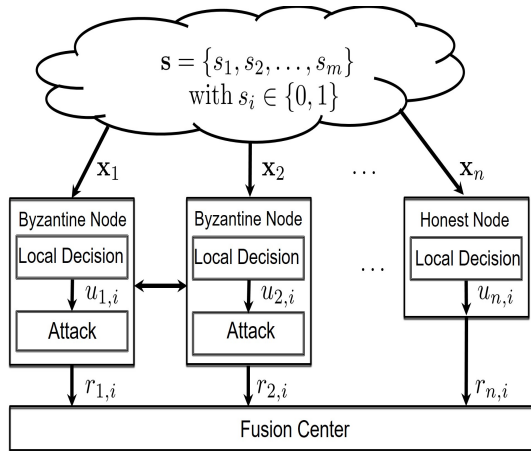 s = {s₁, s₂, . . . , sₘ}
with sᵢ ∈ {0, 1}
x₁ x₂ . . . xₙ
Byzantine Node Byzantine Node Honest Node
Local Decision Local Decision . . . Local Decision
u₁,ᵢ u₂,ᵢ uₙ,ᵢ
Attack Attack
r₁,ᵢ r₂,ᵢ rₙ,ᵢ
Fusion Center